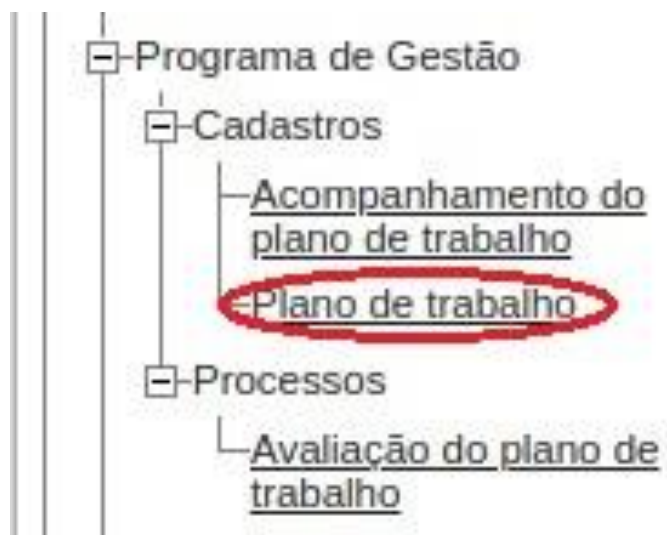 Programa de Gestão
Cadastros
Acompanhamento do
plano de trabalho
Plano de trabalho
Processos
Avaliação do plano de
trabalho